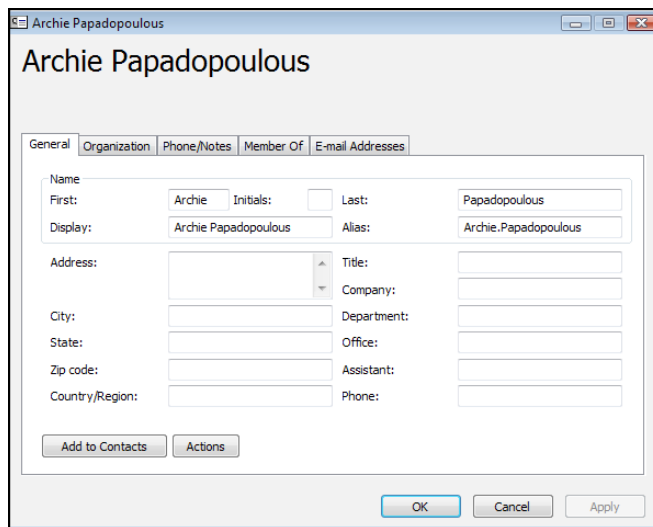 Archie Papadopoulous
Archie Papadopoulous
General Organization Phone/Notes Member Of E-mail Addresses
Name
First: Archie Initials: Last: Papadopoulous
Display: Archie Papadopoulous Alias: Archie.Papadopoulous
Address: Title:
Company:
City: Department:
State: Office:
Zip code: Assistant:
Country/Region: Phone:
Add to Contacts Actions
OK Cancel Apply